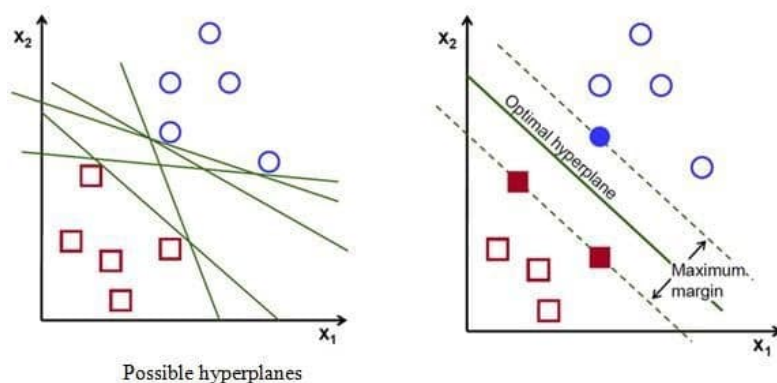 X₂
X₁
Possible hyperplanes
X₂
Optimal hyperplane
Maximum
margin
X₁